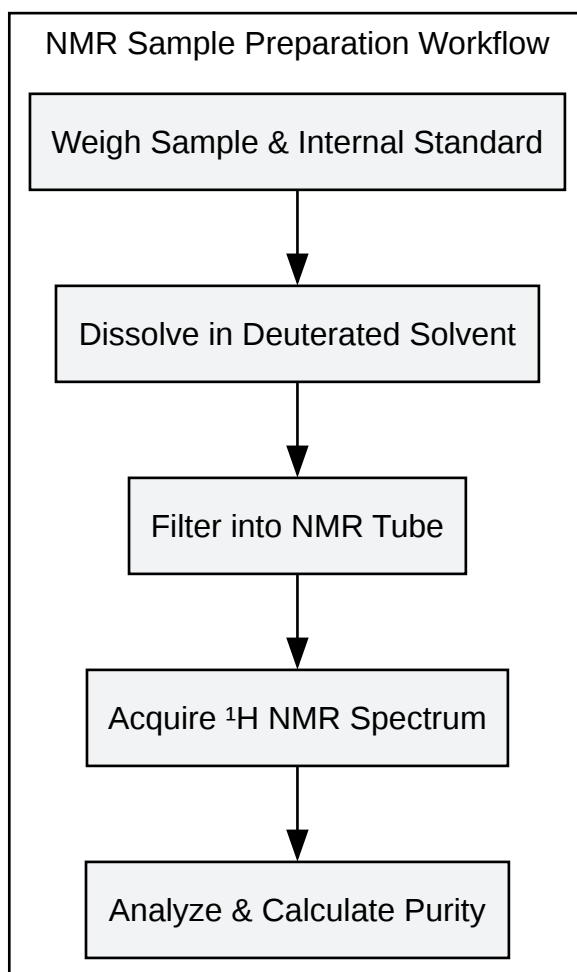 NMR Sample Preparation Workflow
Weigh Sample & Internal Standard
Dissolve in Deuterated Solvent
Filter into NMR Tube
Acquire ¹H NMR Spectrum
Analyze & Calculate Purity